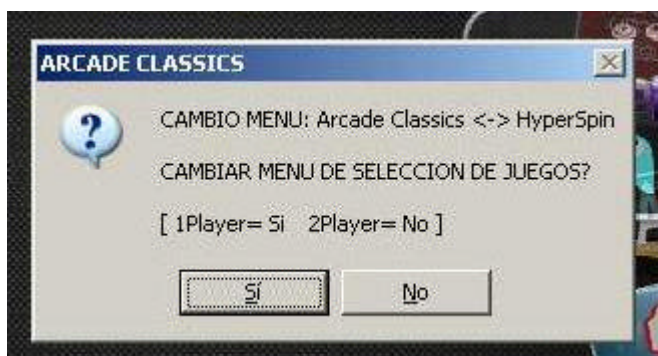 ARCADE CLASSICS
CAMBIO MENU: Arcade Classics <-> HyperSpin
CAMBIAR MENU DE SELECCION DE JUEGOS?
[ 1Player= Si 2Player= No ]
Sí
No